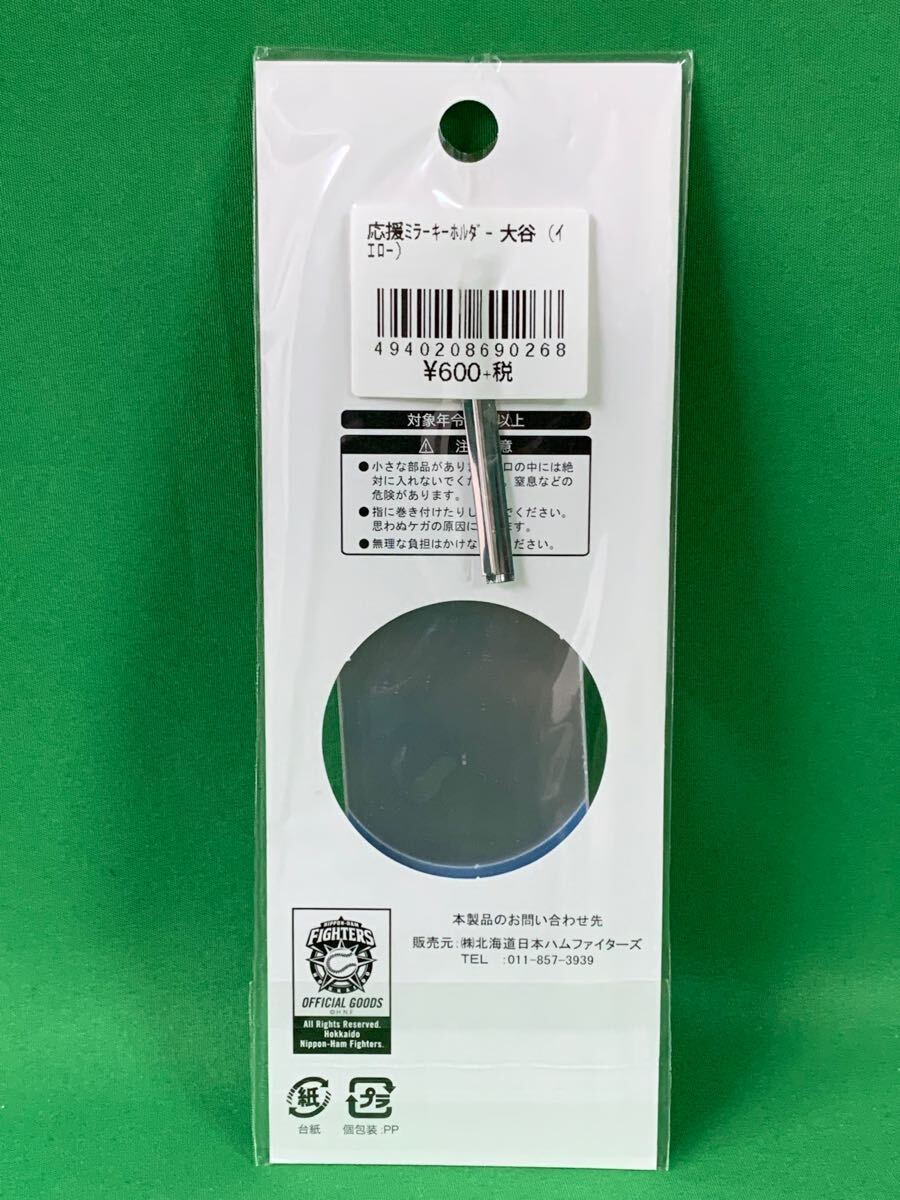 応援ﾐﾗｰｷｰﾎﾙﾀﾞｰ 大谷 （ｲ
ｴﾛｰ）
4940208690268
¥600+税
対象年令 以上
⚠ 注 意
●小さな部品があり 口の中には絶
対に入れないでくだ 、窒息などの
危険があります。
●指に巻き付けたりし でください。
思わぬケガの原因に ます。
●無理な負担はかけな ください。
本製品のお問い合わせ先
販売元：㈱北海道日本ハムファイターズ
TEL :011-857-3939
NIPPON-HAM
FIGHTERS
HOKKAIDO
OFFICIAL GOODS
©H.N.F
All Rights Reserved.
Hokkaido
Nippon-Ham Fighters.
紙
台紙
プラ
個包装:PP